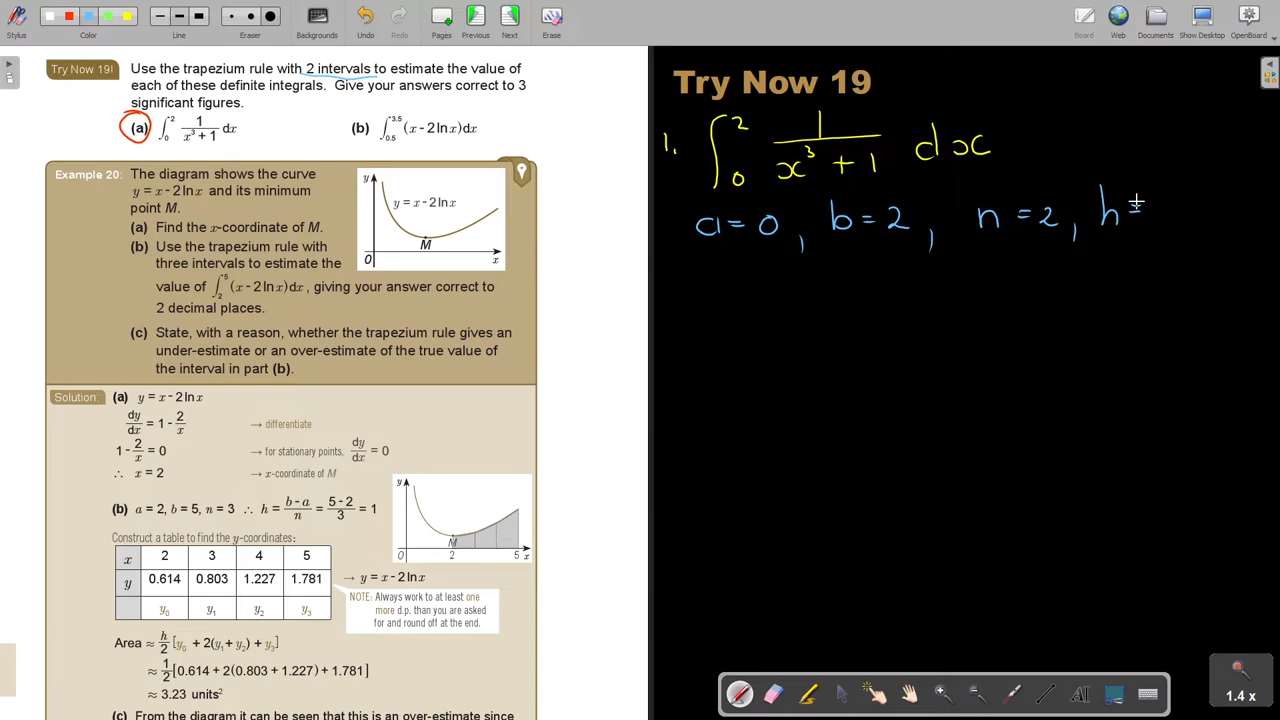 Stylus Color Line Eraser Backgrounds Undo Redo Pages Previous Next Erase Board Web Documents Show Desktop OpenBoard
Try Now 19! Use the trapezium rule with 2 intervals to estimate the value of
each of these definite integrals. Give your answers correct to 3
significant figures.
(a) ∫₀² 1/(x³ + 1) dx (b) ∫₀.₅³·⁵ (x - 2 ln x) dx
Example 20: The diagram shows the curve
y = x - 2 ln x and its minimum
point M.
(a) Find the x-coordinate of M.
(b) Use the trapezium rule with
three intervals to estimate the
value of ∫₂⁵ (x - 2 ln x) dx, giving your answer correct to
2 decimal places.
(c) State, with a reason, whether the trapezium rule gives an
under-estimate or an over-estimate of the true value of
the interval in part (b).
y
y = x - 2 ln x
M
O x
Solution: (a) y = x - 2 ln x
dy/dx = 1 - 2/x → differentiate
1 - 2/x = 0 → for stationary points, dy/dx = 0
∴ x = 2 → x-coordinate of M
(b) a = 2, b = 5, n = 3 ∴ h = (b - a)/n = (5 - 2)/3 = 1
y
M
O 2 5 x
Construct a table to find the y-coordinates:
x 2 3 4 5
y 0.614 0.803 1.227 1.781 → y = x - 2 ln x
y₀ y₁ y₂ y₃
NOTE: Always work to at least one
more d.p. than you are asked
for and round off at the end.
Area ≈ h/2 [y₀ + 2(y₁ + y₂) + y₃]
≈ 1/2 [0.614 + 2(0.803 + 1.227) + 1.781]
≈ 3.23 units²
(c) From the diagram it can be seen that this is an over-estimate since
Try Now 19
1. ∫₀² 1/(x³ + 1) dx
a = 0, b = 2, n = 2, h =
1.4 x